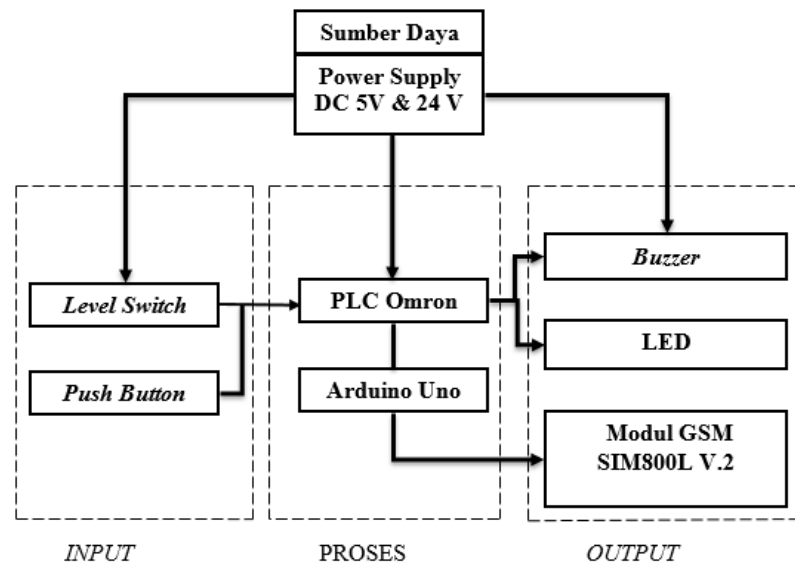 Sumber Daya
Power Supply
DC 5V & 24 V
Level Switch
Push Button
PLC Omron
Arduino Uno
Buzzer
LED
Modul GSM
SIM800L V.2
INPUT
PROSES
OUTPUT